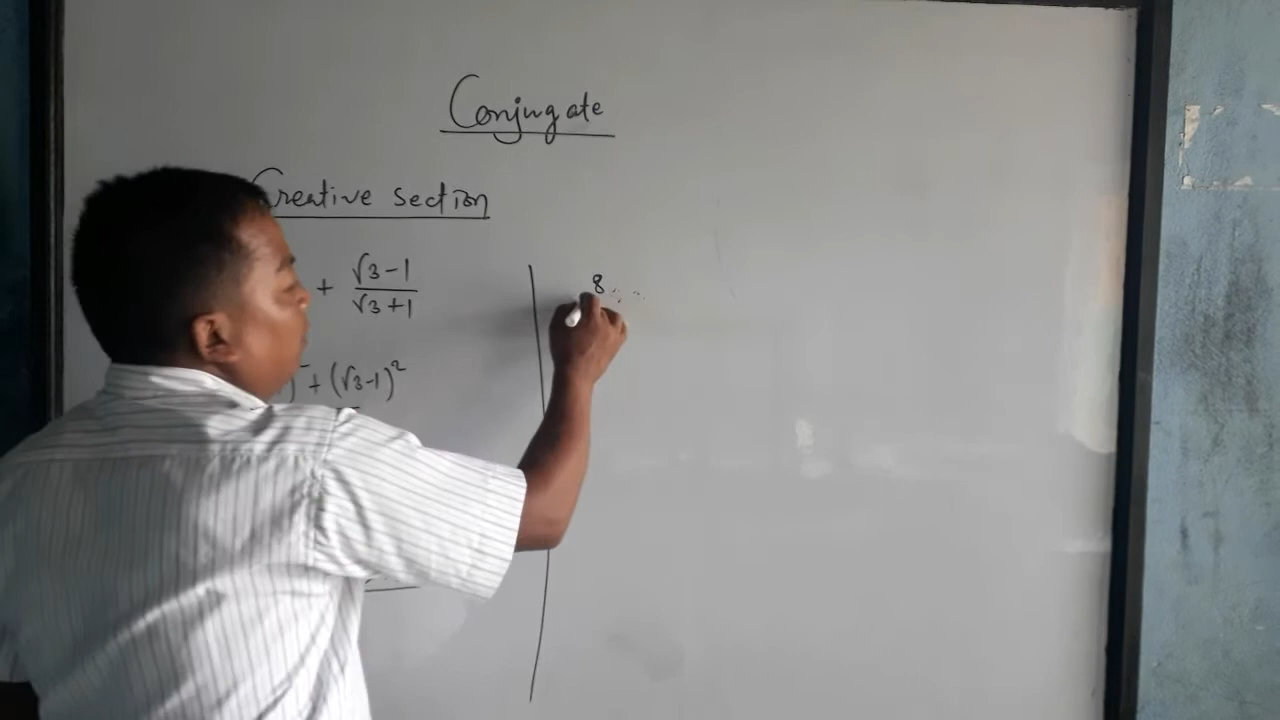 Conjugate
Creative section
+ √3-1/√3+1
) + (√3-1)²
8